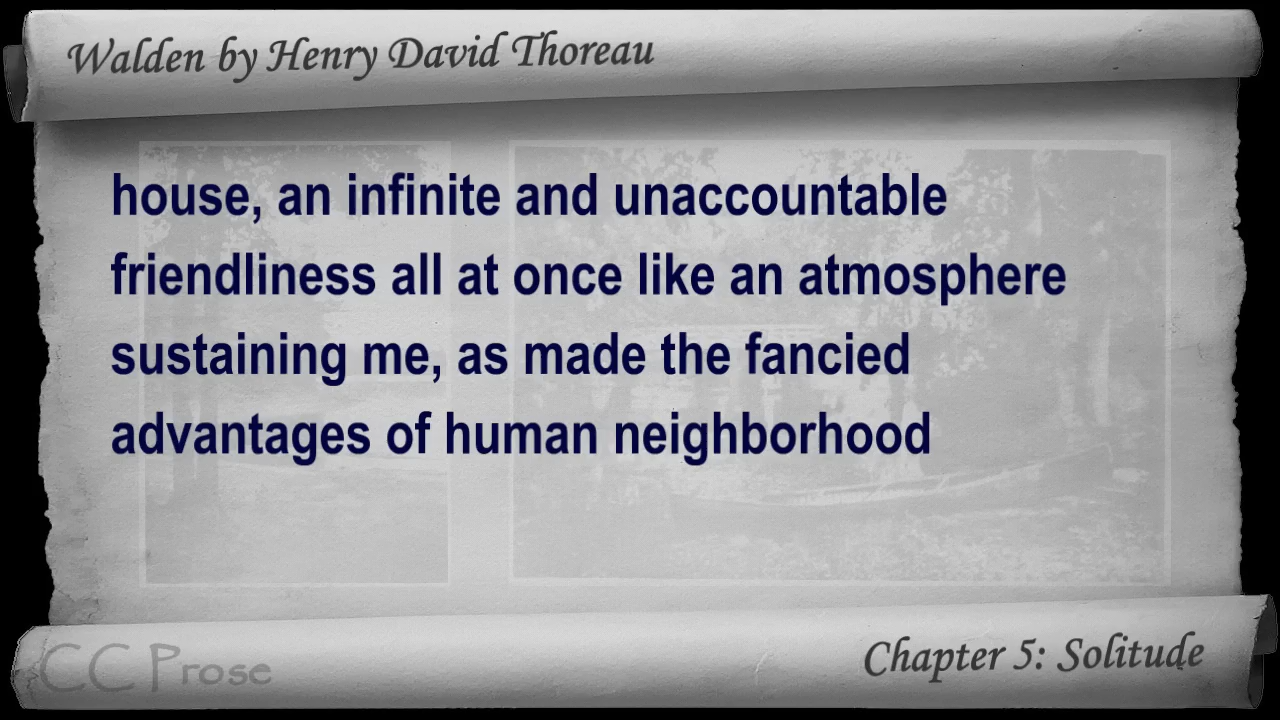 Walden by Henry David Thoreau
house, an infinite and unaccountable
friendliness all at once like an atmosphere
sustaining me, as made the fancied
advantages of human neighborhood
CC Prose
Chapter 5: Solitude